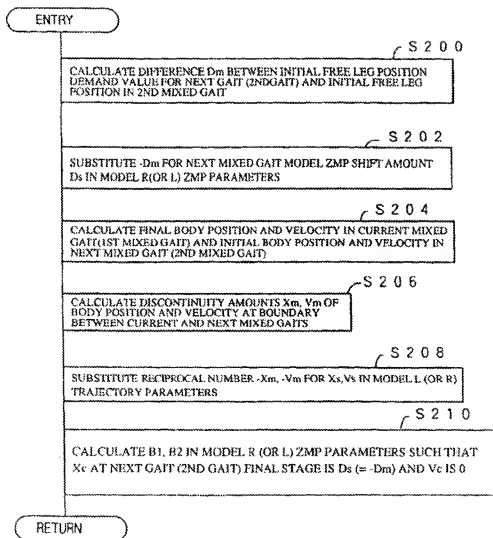 ENTRY
S200
CALCULATE DIFFERENCE Dm BETWEEN INITIAL FREE LEG POSITION
DEMAND VALUE FOR NEXT GAIT (2NDGAIT) AND INITIAL FREE LEG
POSITION IN 2ND MIXED GAIT
S202
SUBSTITUTE -Dm FOR NEXT MIXED GAIT MODEL ZMP SHIFT AMOUNT
Ds IN MODEL R(OR L) ZMP PARAMETERS
S204
CALCULATE FINAL BODY POSITION AND VELOCITY IN CURRENT MIXED
GAIT(1ST MIXED GAIT) AND INITIAL BODY POSITION AND VELOCITY IN
NEXT MIXED GAIT (2ND MIXED GAIT)
S206
CALCULATE DISCONTINUITY AMOUNTS Xm, Vm OF
BODY POSITION AND VELOCITY AT BOUNDARY
BETWEEN CURRENT AND NEXT MIXED GAITS
S208
SUBSTITUTE RECIPROCAL NUMBER -Xm, -Vm FOR Xs,Vs IN MODEL L (OR R)
TRAJECTORY PARAMETERS
S210
CALCULATE B1, B2 IN MODEL R (OR L) ZMP PARAMETERS SUCH THAT
Xc AT NEXT GAIT (2ND GAIT) FINAL STAGE IS Ds (= -Dm) AND Vc IS 0
RETURN